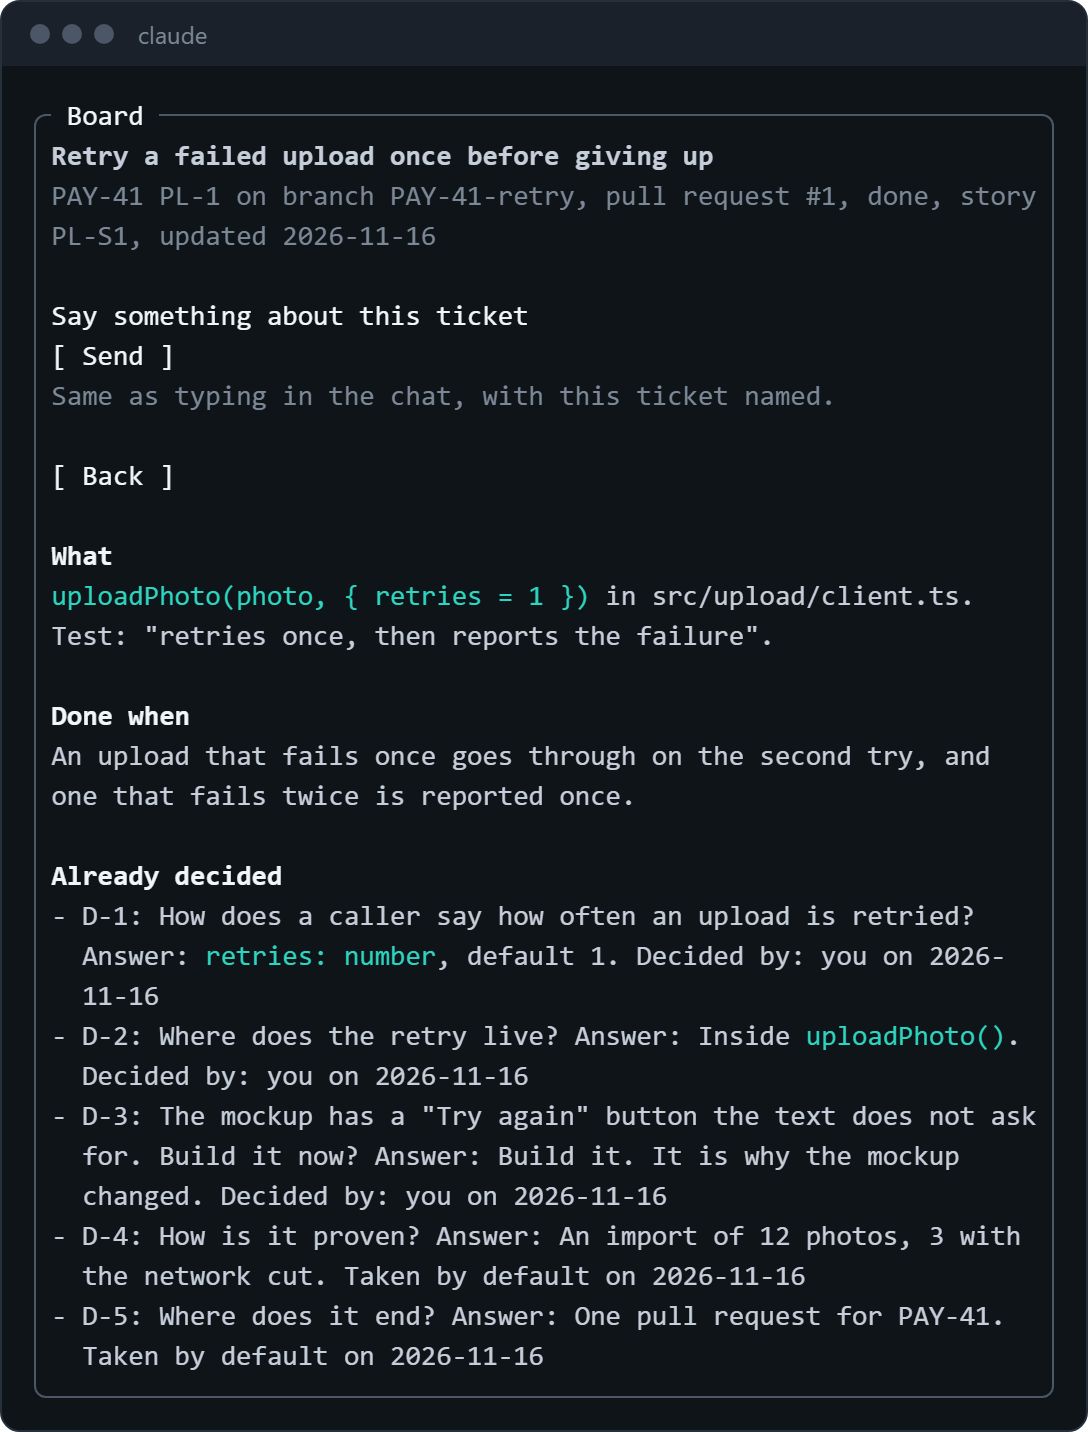 claude
Board
Retry a failed upload once before giving up
PAY-41 PL-1 on branch PAY-41-retry, pull request #1, done, story
PL-S1, updated 2026-11-16
Say something about this ticket
[ Send ]
Same as typing in the chat, with this ticket named.
[ Back ]
What
uploadPhoto(photo, { retries = 1 }) in src/upload/client.ts.
Test: "retries once, then reports the failure".
Done when
An upload that fails once goes through on the second try, and
one that fails twice is reported once.
Already decided
- D-1: How does a caller say how often an upload is retried?
Answer: retries: number, default 1. Decided by: you on 2026-
11-16
- D-2: Where does the retry live? Answer: Inside uploadPhoto().
Decided by: you on 2026-11-16
- D-3: The mockup has a "Try again" button the text does not ask
for. Build it now? Answer: Build it. It is why the mockup
changed. Decided by: you on 2026-11-16
- D-4: How is it proven? Answer: An import of 12 photos, 3 with
the network cut. Taken by default on 2026-11-16
- D-5: Where does it end? Answer: One pull request for PAY-41.
Taken by default on 2026-11-16